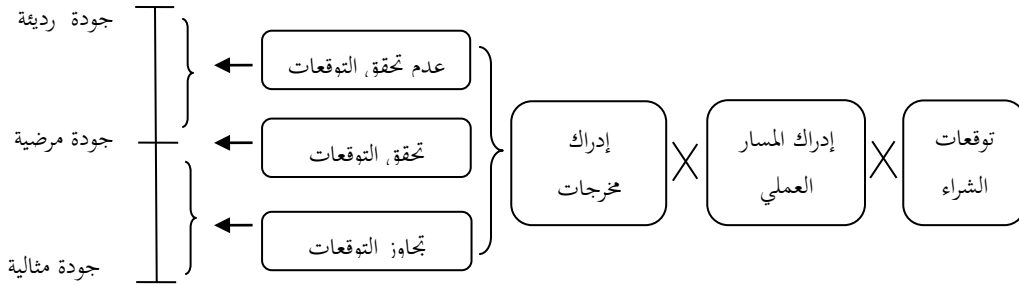 توقعات
الشراء
إدراك المسار
العملي
إدراك
مخرجات
عدم تحقق التوقعات
تحقق التوقعات
تجاوز التوقعات
جودة رديئة
جودة مرضية
جودة مثالية